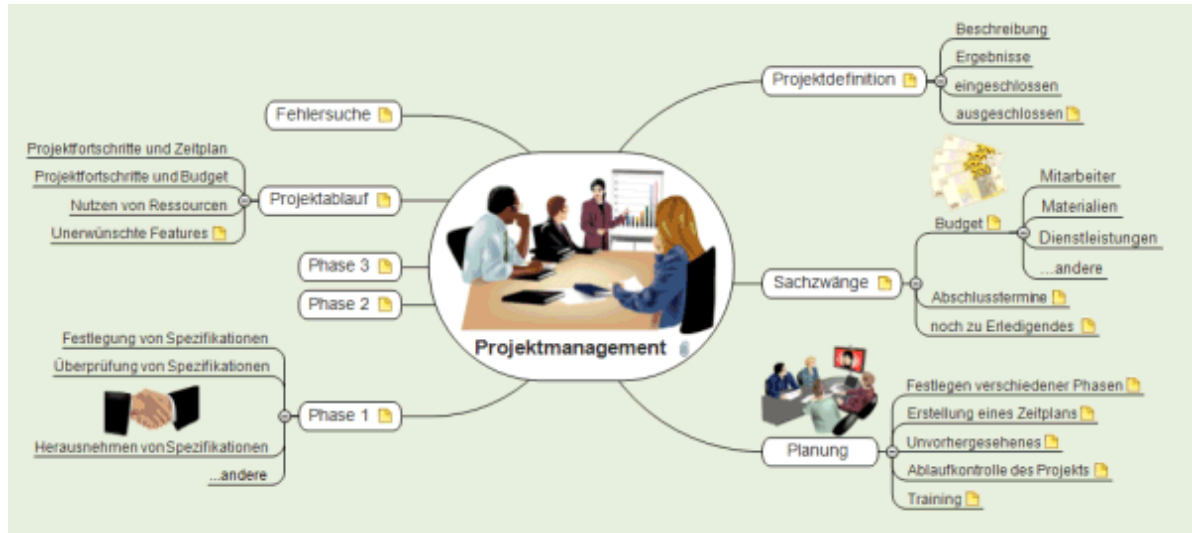 Projektmanagement
Projektdefinition
Beschreibung
Ergebnisse
eingeschlossen
ausgeschlossen
Sachzwänge
Budget
Mitarbeiter
Materialien
Dienstleistungen
...andere
Abschlusstermine
noch zu Erledigendes
Planung
Festlegen verschiedener Phasen
Erstellung eines Zeitplans
Unvorhergesehenes
Ablaufkontrolle des Projekts
Training
Fehlersuche
Projektablauf
Projektfortschritte und Zeitplan
Projektfortschritte und Budget
Nutzen von Ressourcen
Unerwünschte Features
Phase 3
Phase 2
Phase 1
Festlegung von Spezifikationen
Überprüfung von Spezifikationen
Herausnehmen von Spezifikationen
...andere